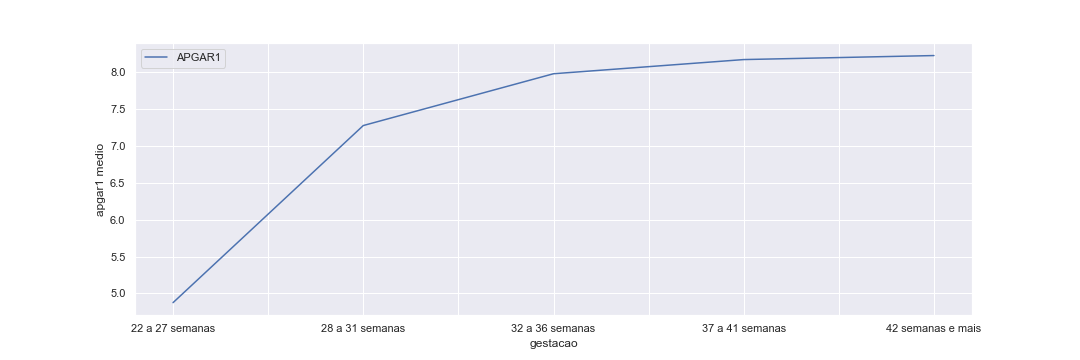 APGAR1
8.0
7.5
7.0
6.5
6.0
5.5
5.0
apgar1 medio
22 a 27 semanas 28 a 31 semanas 32 a 36 semanas 37 a 41 semanas 42 semanas e mais
gestacao